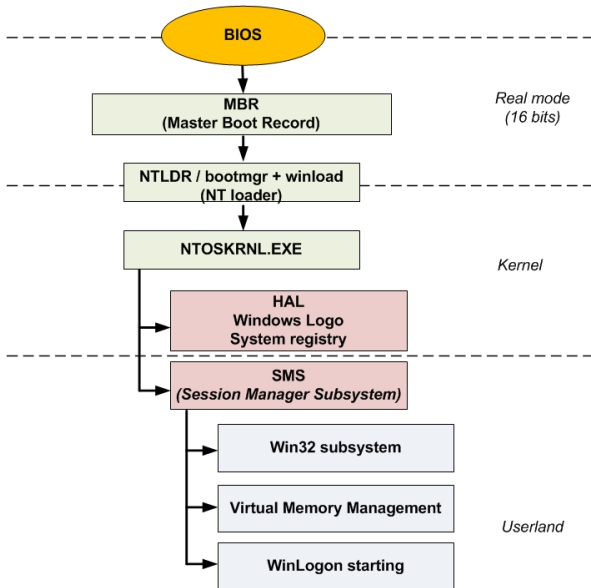 BIOS
MBR
(Master Boot Record)
Real mode
(16 bits)
NTLDR / bootmgr + winload
(NT loader)
NTOSKRNL.EXE
Kernel
HAL
Windows Logo
System registry
SMS
(Session Manager Subsystem)
Win32 subsystem
Virtual Memory Management
Userland
WinLogon starting